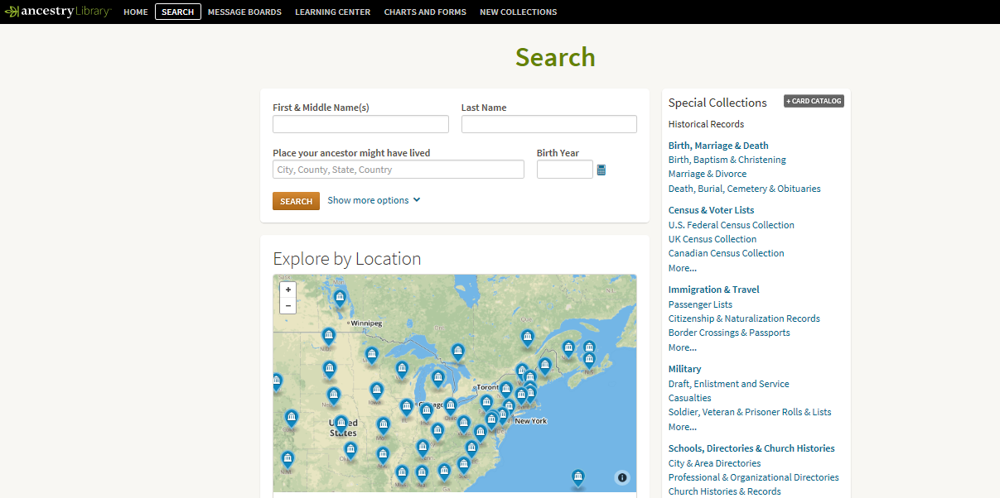 ancestryLibrary HOME SEARCH MESSAGE BOARDS LEARNING CENTER CHARTS AND FORMS NEW COLLECTIONS
Search
First & Middle Name(s) Last Name
Place your ancestor might have lived Birth Year
City, County, State, Country
SEARCH Show more options
Explore by Location
+
−
Winnipeg
Toront
Chicago
New York
United
States
Special Collections + CARD CATALOG
Historical Records
Birth, Marriage & Death
Birth, Baptism & Christening
Marriage & Divorce
Death, Burial, Cemetery & Obituaries
Census & Voter Lists
U.S. Federal Census Collection
UK Census Collection
Canadian Census Collection
More...
Immigration & Travel
Passenger Lists
Citizenship & Naturalization Records
Border Crossings & Passports
More...
Military
Draft, Enlistment and Service
Casualties
Soldier, Veteran & Prisoner Rolls & Lists
More...
Schools, Directories & Church Histories
City & Area Directories
Professional & Organizational Directories
Church Histories & Records